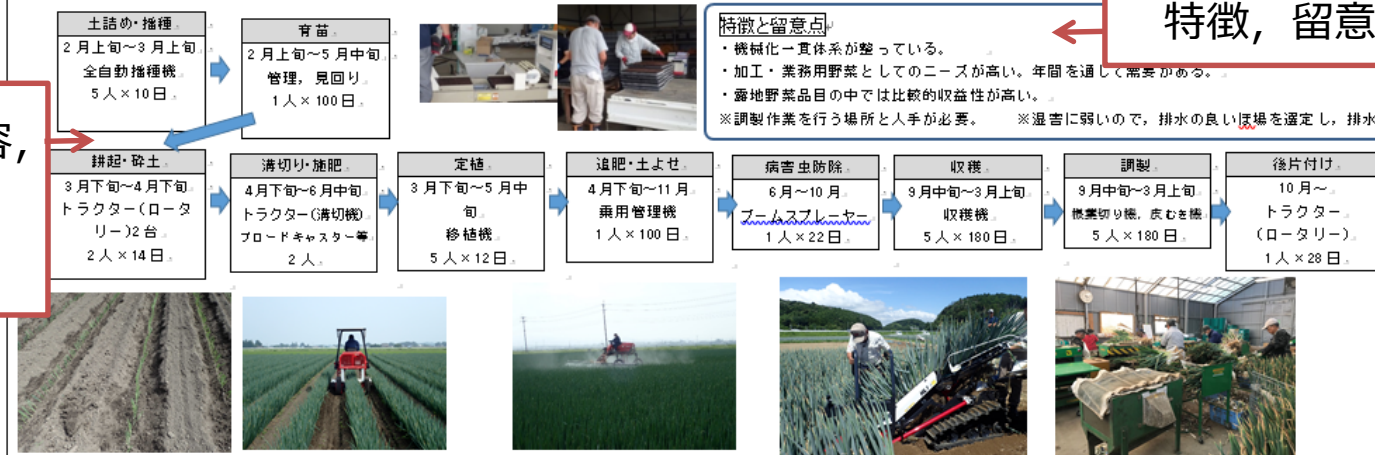 土詰め・播種
2月上旬~3月上旬
全自動播種機
5人×10日
育苗
2月上旬~5月中旬
管理,見回り
1人×100日
特徴と留意点
・機械化一貫体系が整っている。
・加工・業務用野菜としてのニーズが高い。年間を通して需要がある。
・露地野菜品目の中では比較的収益性が高い。
※調製作業を行う場所と人手が必要。 ※湿害に弱いので,排水の良いほ場を選定し,排水
特徴,留意
容,
耕起・砕土
3月下旬~4月下旬
トラクター(ロータ
リー)2台
2人×14日
溝切り・施肥
4月下旬~6月中旬
トラクター(溝切機)
ブロードキャスター等
2人
定植
3月下旬~5月中
旬
移植機
5人×12日
追肥・土よせ
4月下旬~11月
乗用管理機
1人×100日
病害虫防除
6月~10月
ブームスプレーヤー
1人×22日
収穫
9月中旬~3月上旬
収穫機
5人×180日
調製
9月中旬~3月上旬
根葉切り機,皮むき機
5人×180日
後片付け
10月~
トラクター
(ロータリー)
1人×28日